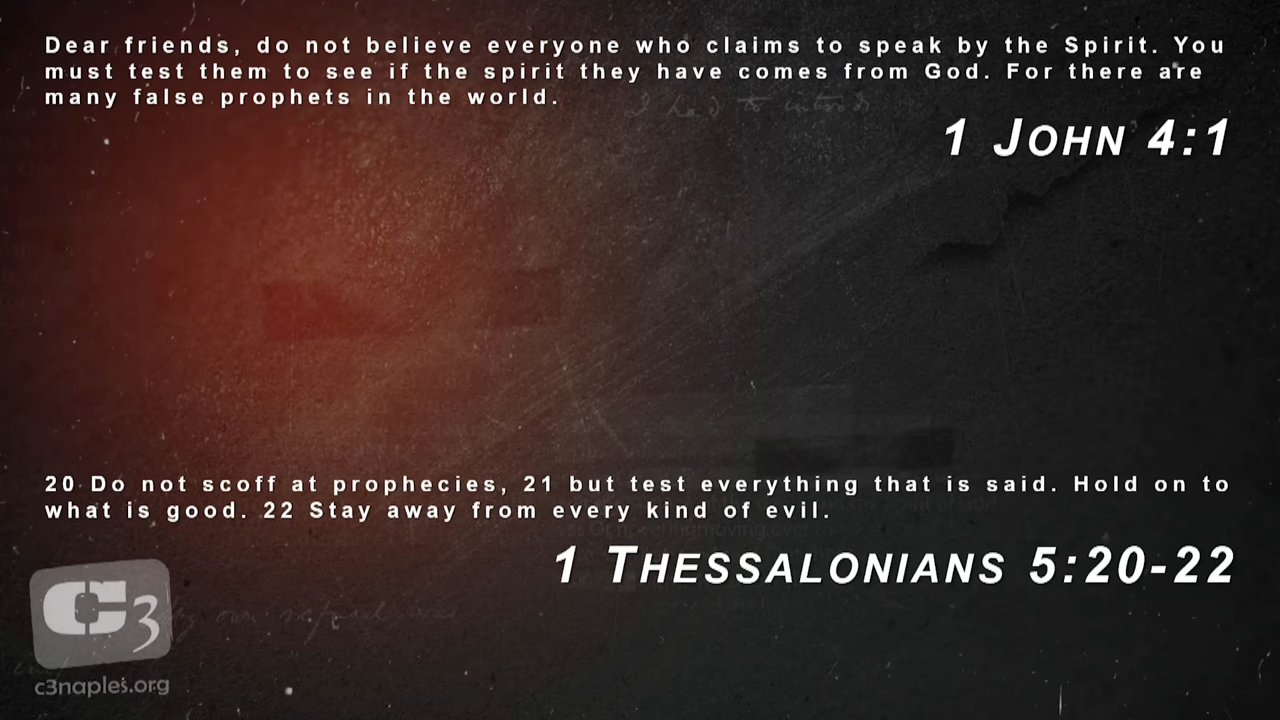 Dear friends, do not believe everyone who claims to speak by the Spirit. You
must test them to see if the spirit they have comes from God. For there are
many false prophets in the world.
1 JOHN 4:1
20 Do not scoff at prophecies, 21 but test everything that is said. Hold on to
what is good. 22 Stay away from every kind of evil.
1 THESSALONIANS 5:20-22
C3
c3naples.org